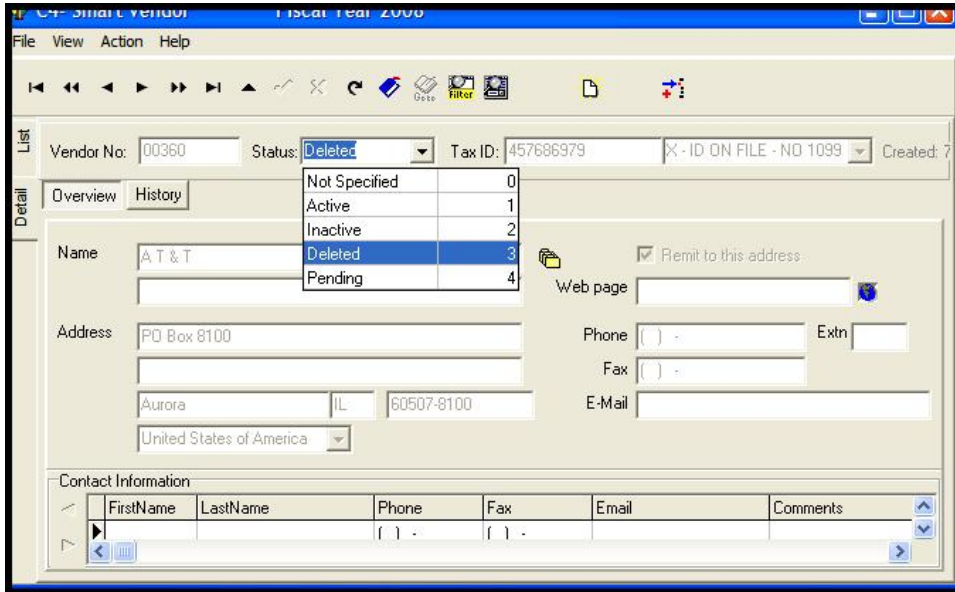 C4- Smart Vendor Fiscal Year 2008
File View Action Help
Goto Filter
List
Vendor No: 00360 Status: Deleted Tax ID: 457686979 X - ID ON FILE - NO 1099 Created: 7
Not Specified 0
Active 1
Inactive 2
Deleted 3
Pending 4
Detail
Overview History
Name A T & T Remit to this address
Web page
Address PO Box 8100 Phone ( ) - Extn
Fax ( ) -
Aurora IL 60507-8100 E-Mail
United States of America
Contact Information
FirstName LastName Phone Fax Email Comments
( ) - ( ) -